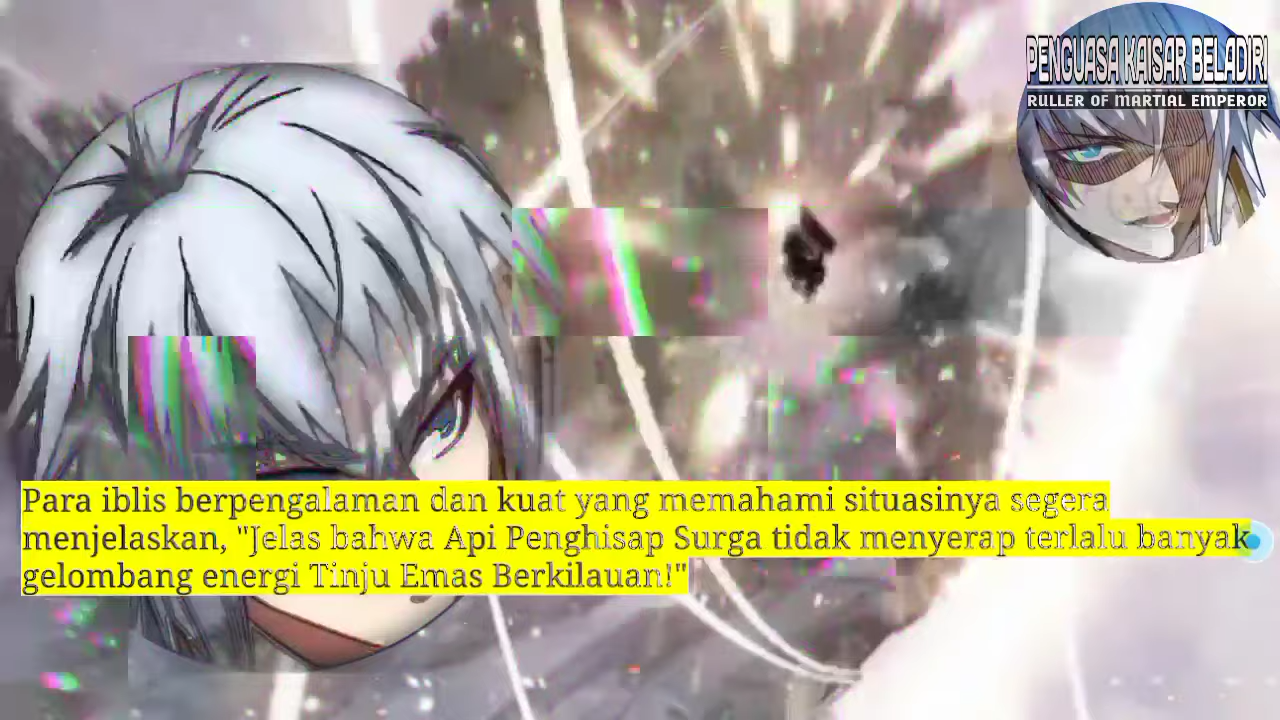 PENGUASA KAISAR BELADIRI
RULLER OF MARTIAL EMPEROR
Para iblis berpengalaman dan kuat yang memahami situasinya segera
menjelaskan, "Jelas bahwa Api Penghisap Surga tidak menyerap terlalu banyak
gelombang energi Tinju Emas Berkilauan!"